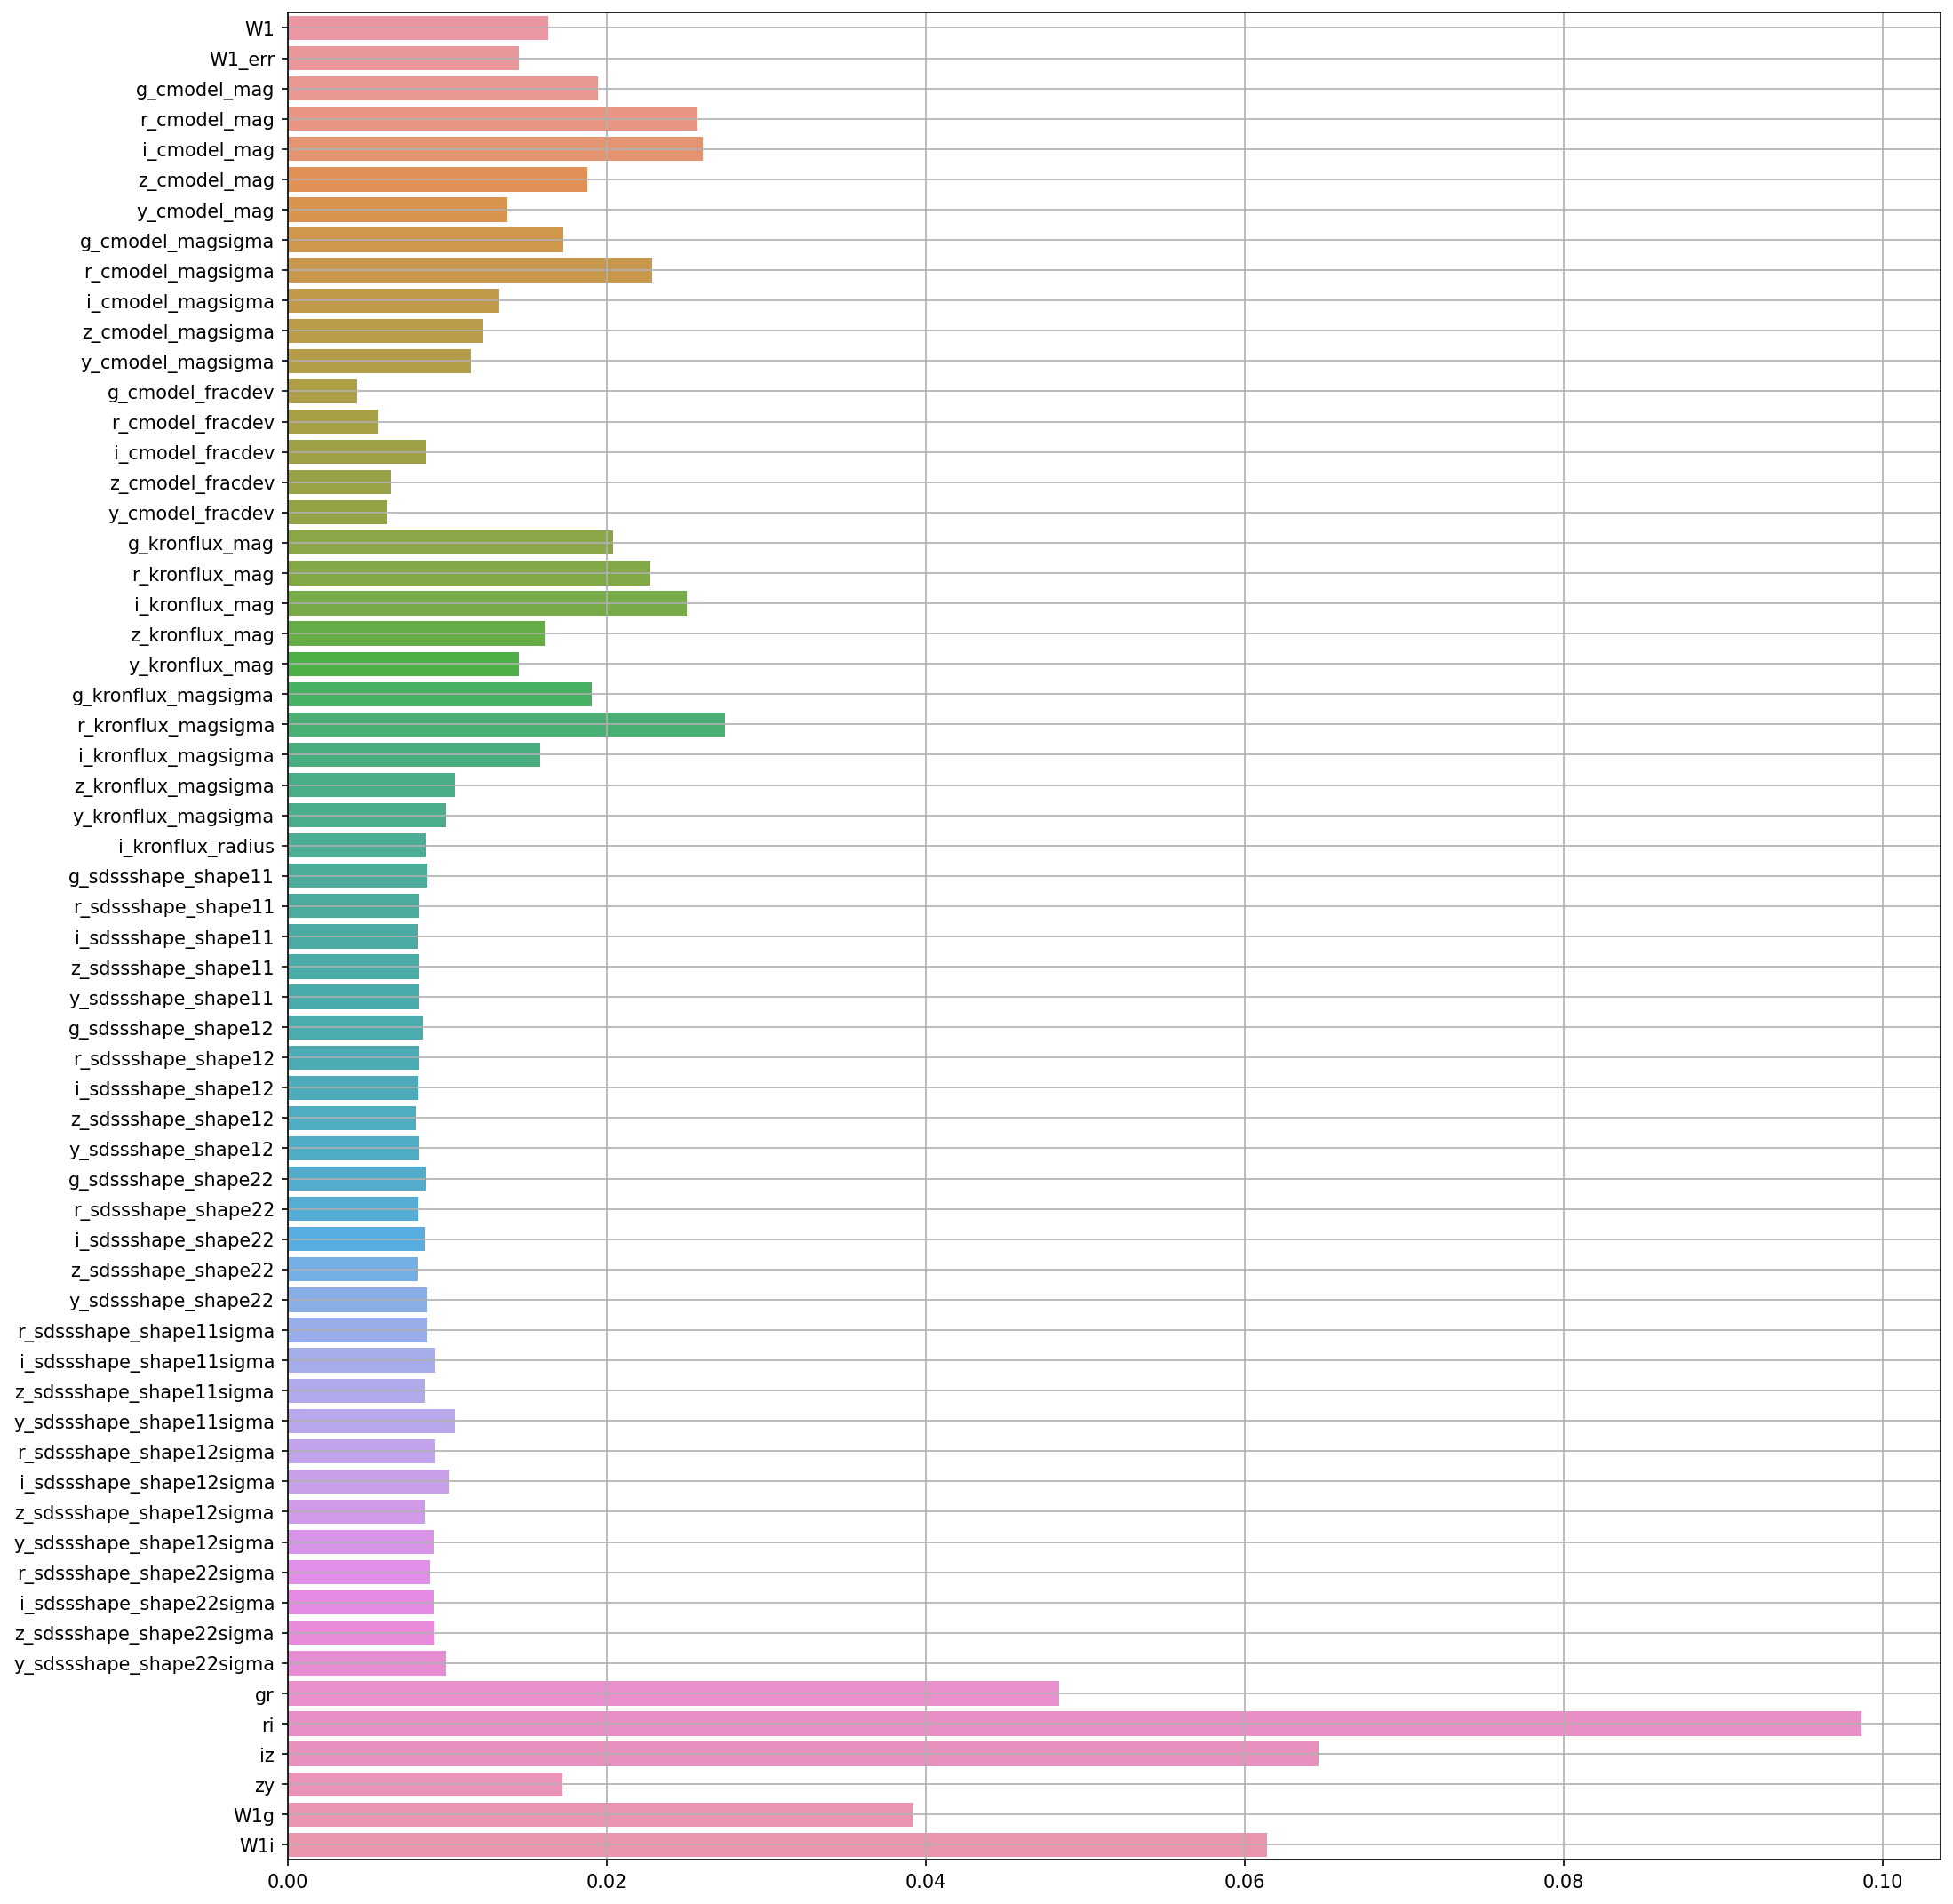 W1
W1_err
g_cmodel_mag
r_cmodel_mag
i_cmodel_mag
z_cmodel_mag
y_cmodel_mag
g_cmodel_magsigma
r_cmodel_magsigma
i_cmodel_magsigma
z_cmodel_magsigma
y_cmodel_magsigma
g_cmodel_fracdev
r_cmodel_fracdev
i_cmodel_fracdev
z_cmodel_fracdev
y_cmodel_fracdev
g_kronflux_mag
r_kronflux_mag
i_kronflux_mag
z_kronflux_mag
y_kronflux_mag
g_kronflux_magsigma
r_kronflux_magsigma
i_kronflux_magsigma
z_kronflux_magsigma
y_kronflux_magsigma
i_kronflux_radius
g_sdssshape_shape11
r_sdssshape_shape11
i_sdssshape_shape11
z_sdssshape_shape11
y_sdssshape_shape11
g_sdssshape_shape12
r_sdssshape_shape12
i_sdssshape_shape12
z_sdssshape_shape12
y_sdssshape_shape12
g_sdssshape_shape22
r_sdssshape_shape22
i_sdssshape_shape22
z_sdssshape_shape22
y_sdssshape_shape22
r_sdssshape_shape11sigma
i_sdssshape_shape11sigma
z_sdssshape_shape11sigma
y_sdssshape_shape11sigma
r_sdssshape_shape12sigma
i_sdssshape_shape12sigma
z_sdssshape_shape12sigma
y_sdssshape_shape12sigma
r_sdssshape_shape22sigma
i_sdssshape_shape22sigma
z_sdssshape_shape22sigma
y_sdssshape_shape22sigma
gr
ri
iz
zy
W1g
W1i
0.00 0.02 0.04 0.06 0.08 0.10